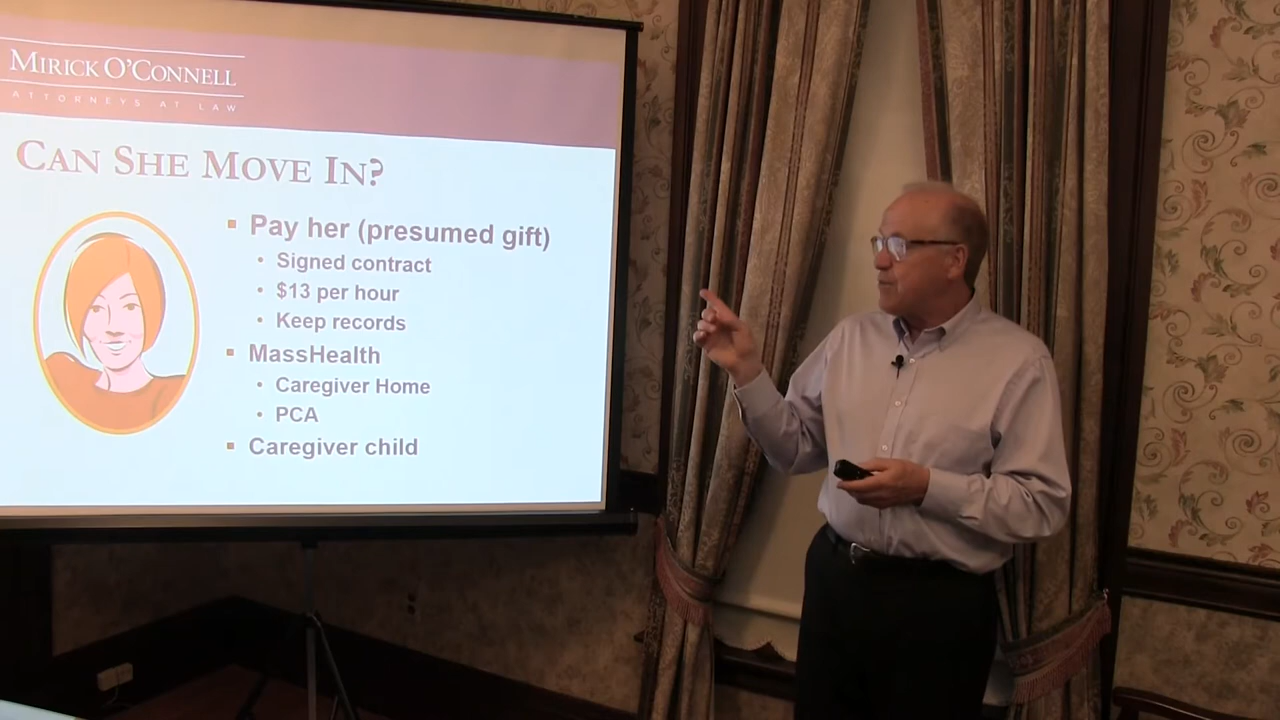 MIRICK O'CONNELL
ATTORNEYS AT LAW
CAN SHE MOVE IN?
▪ Pay her (presumed gift)
• Signed contract
• $13 per hour
• Keep records
▪ MassHealth
• Caregiver Home
• PCA
▪ Caregiver child